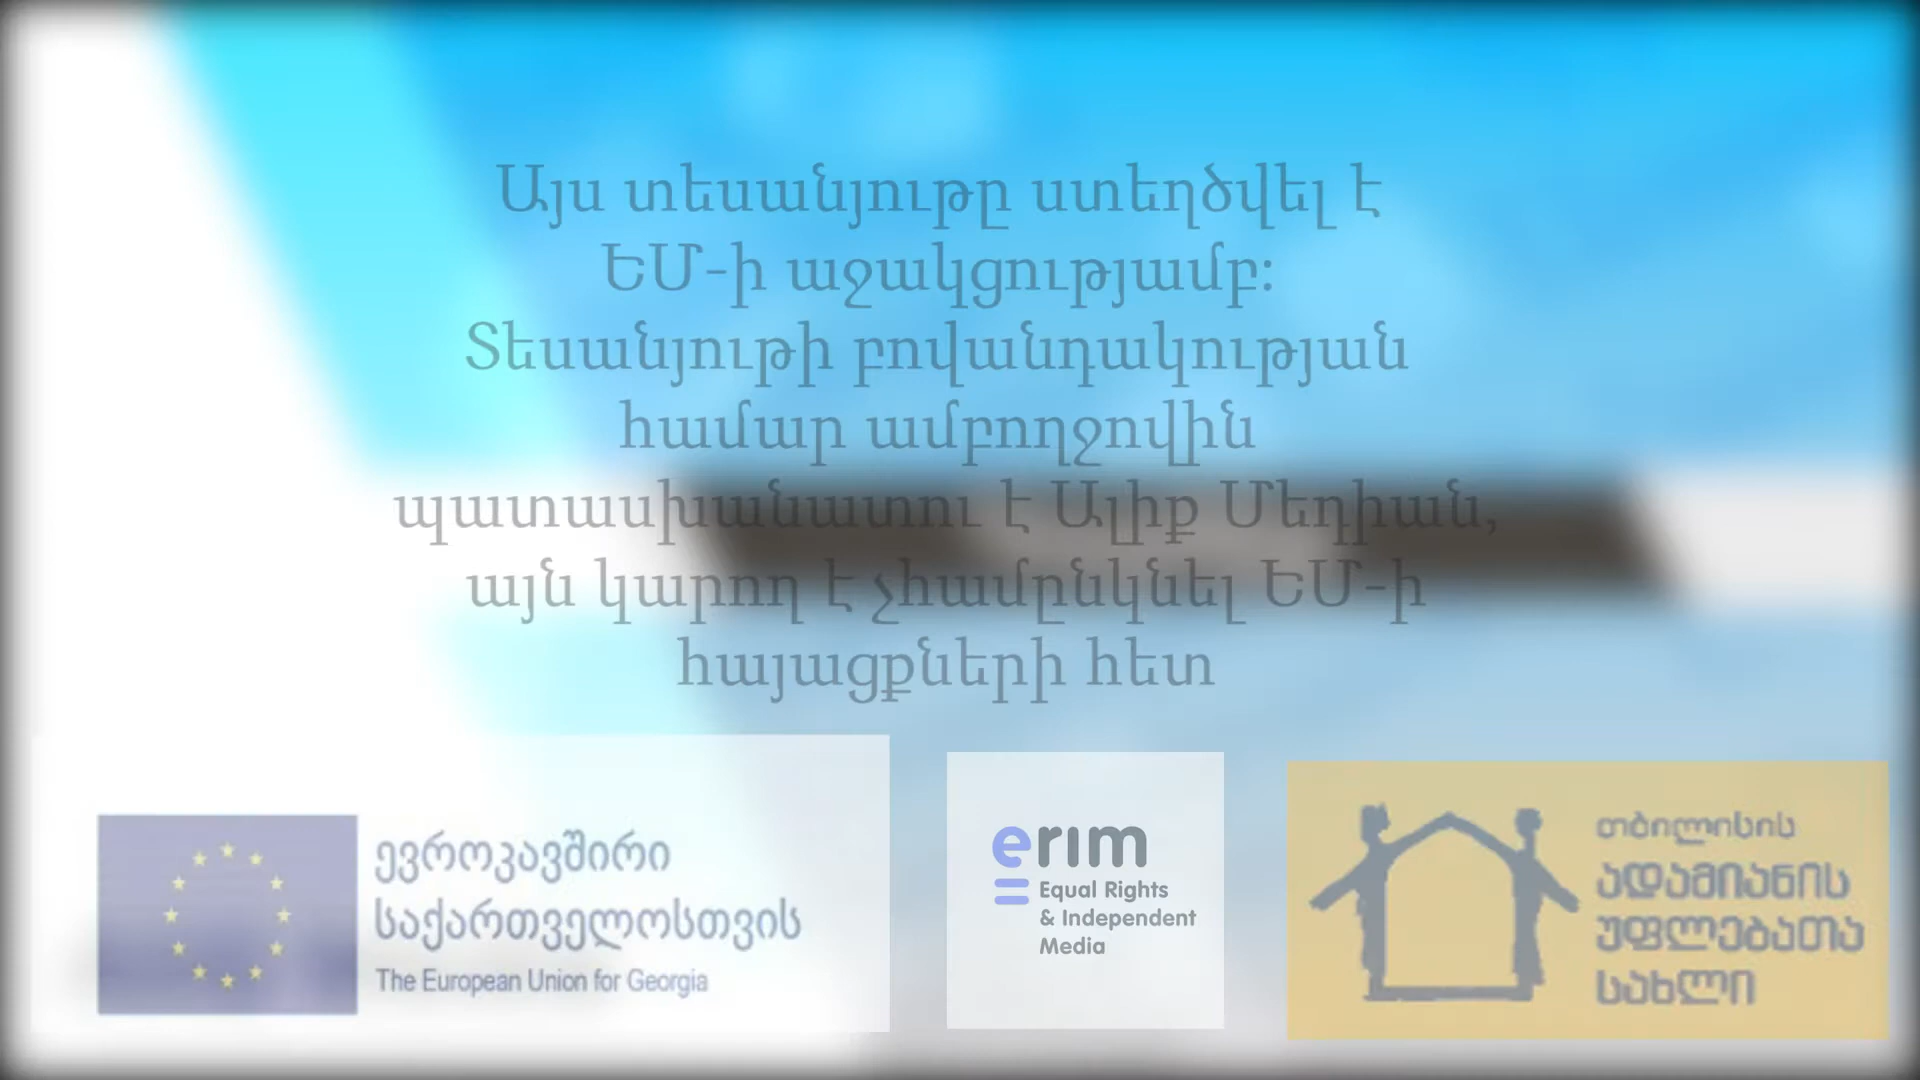 Այս տեսանյութը ստեղծվել է
ԵՄ-ի աջակցությամբ։
Տեսանյութի բովանդակության
համար ամբողջովին
պատասխանատու է Ալիք Մեդիան,
այն կարող է չհամընկնել ԵՄ-ի
հայացքների հետ
ევროკავშირი
საქართველოსთვის
The European Union for Georgia
erim
Equal Rights
& Independent
Media
თბილისის
ადამიანის
უფლებათა
სახლი